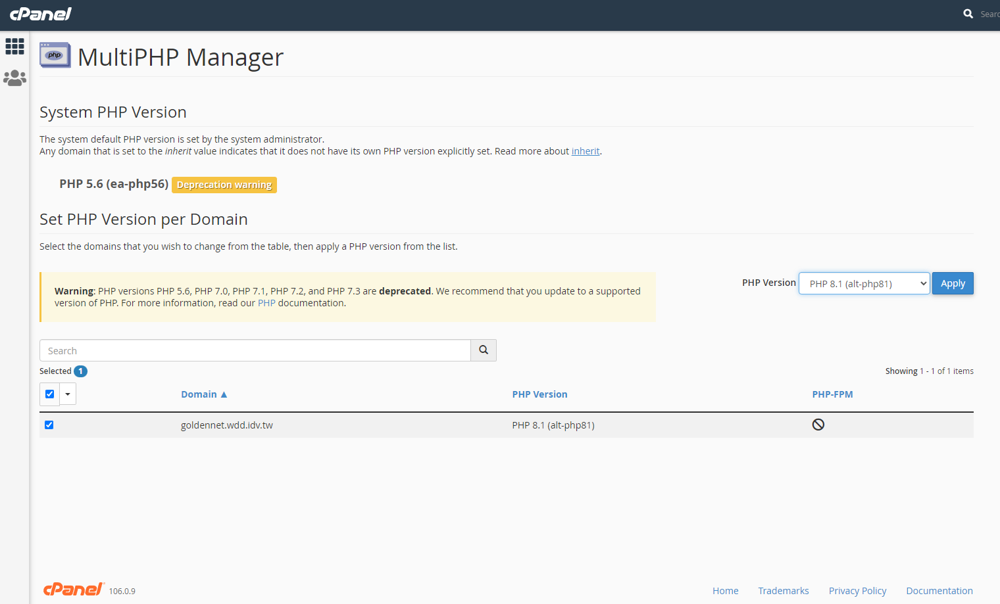 cPanel
Sear
php
MultiPHP Manager
System PHP Version
The system default PHP version is set by the system administrator.
Any domain that is set to the inherit value indicates that it does not have its own PHP version explicitly set. Read more about inherit.
PHP 5.6 (ea-php56) Deprecation warning
Set PHP Version per Domain
Select the domains that you wish to change from the table, then apply a PHP version from the list.
Warning: PHP versions PHP 5.6, PHP 7.0, PHP 7.1, PHP 7.2, and PHP 7.3 are deprecated. We recommend that you update to a supported
version of PHP. For more information, read our PHP documentation.
PHP Version PHP 8.1 (alt-php81) Apply
Search
Selected 1
Showing 1 - 1 of 1 items
Domain ▲ PHP Version PHP-FPM
goldennet.wdd.idv.tw PHP 8.1 (alt-php81)
cPanel 106.0.9
Home Trademarks Privacy Policy Documentation